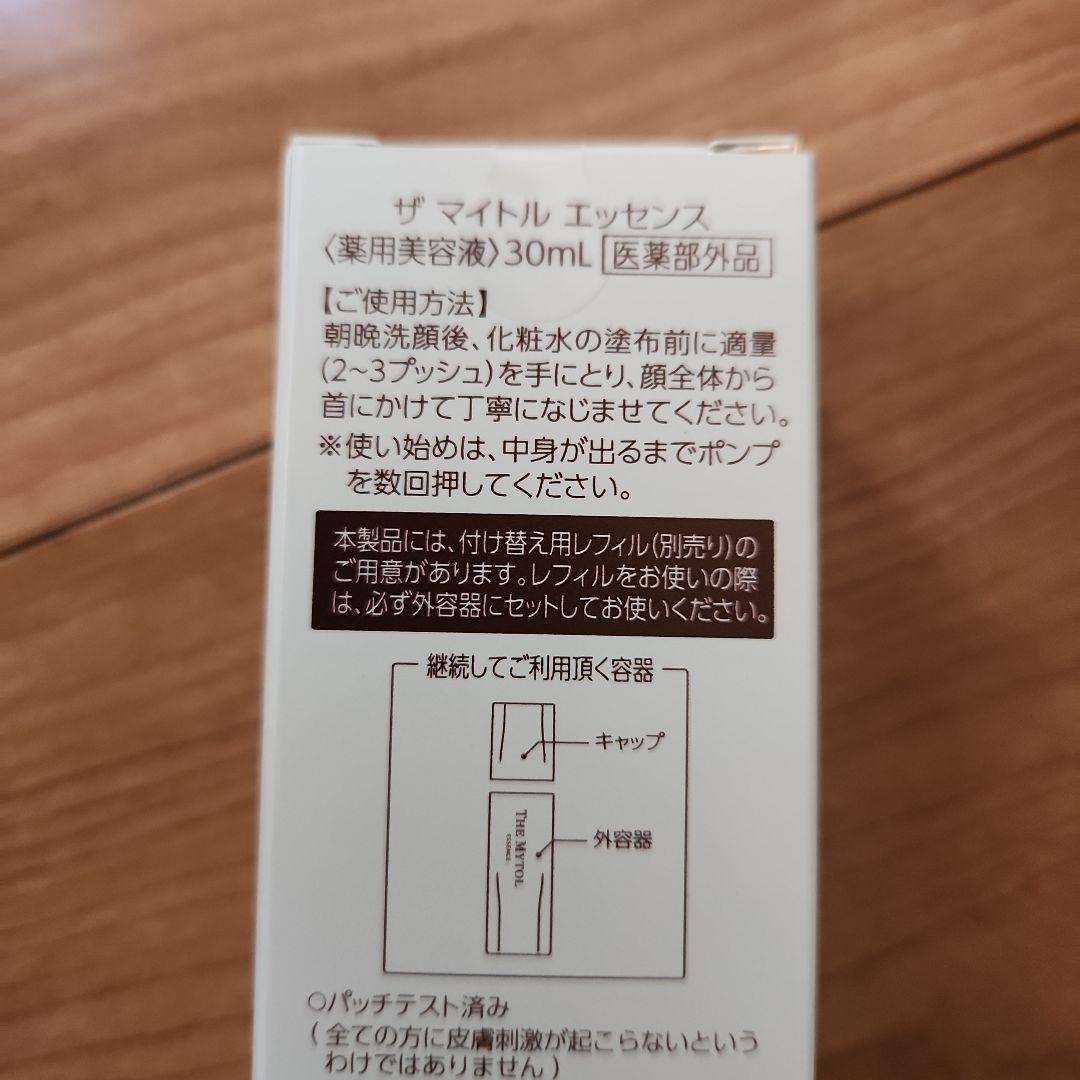 ザ マイトル エッセンス
〈薬用美容液〉30mL 医薬部外品
【ご使用方法】
朝晩洗顔後、化粧水の塗布前に適量
(2~3プッシュ)を手にとり、顔全体から
首にかけて丁寧になじませてください。
※使い始めは、中身が出るまでポンプ
を数回押してください。
本製品には、付け替え用レフィル(別売り)の
ご用意があります。レフィルをお使いの際
は、必ず外容器にセットしてお使いください。
継続してご利用頂く容器
キャップ
THE MYTOL
ESSENCE
外容器
○パッチテスト済み
(全ての方に皮膚刺激が起こらないという
わけではありません)